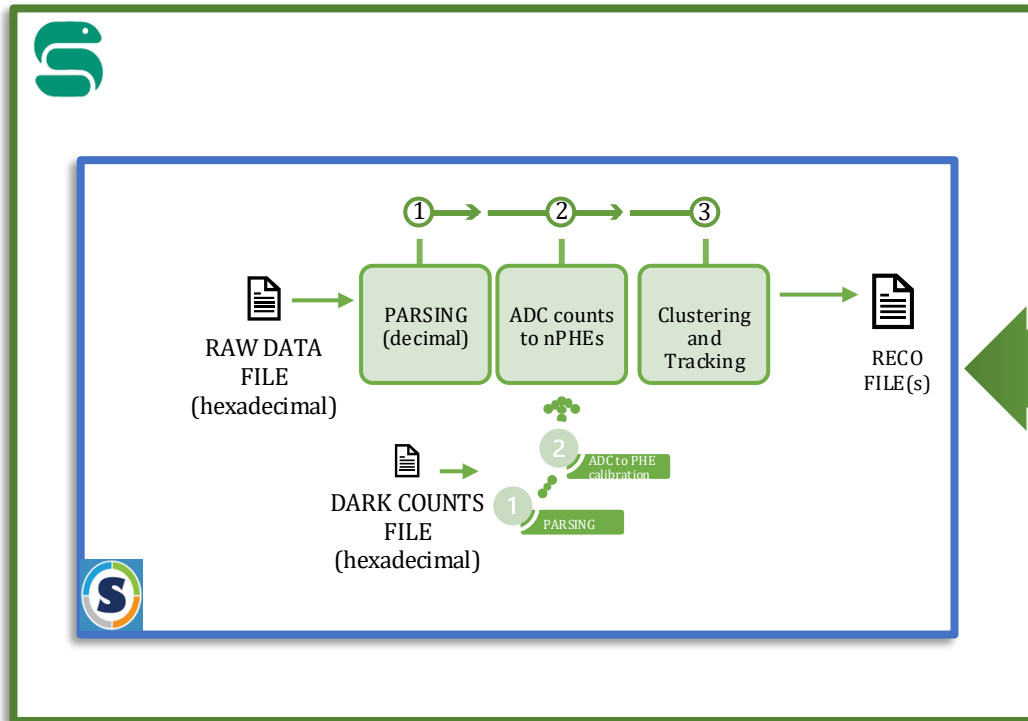 1
2
3
PARSING
(decimal)
ADC counts
to nPHEs
Clustering
and
Tracking
RAW DATA
FILE
(hexadecimal)
RECO
FILE(s)
2
ADC to PHE
calibration
1
PARSING
DARK COUNTS
FILE
(hexadecimal)
S